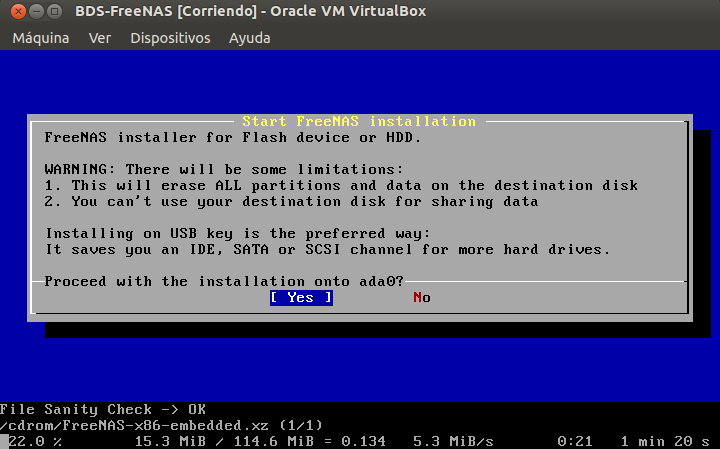 BDS-FreeNAS [Corriendo] - Oracle VM VirtualBox
Máquina Ver Dispositivos Ayuda
Start FreeNAS installation
FreeNAS installer for Flash device or HDD.
WARNING: There will be some limitations:
1. This will erase ALL partitions and data on the destination disk
2. You can't use your destination disk for sharing data
Installing on USB key is the preferred way:
It saves you an IDE, SATA or SCSI channel for more hard drives.
Proceed with the installation onto ada0?
[ Yes ] No
File Sanity Check -> OK
/cdrom/FreeNAS-x86-embedded.xz (1/1)
22.0 % 15.3 MiB / 114.6 MiB = 0.134 5.3 MiB/s 0:21 1 min 20 s